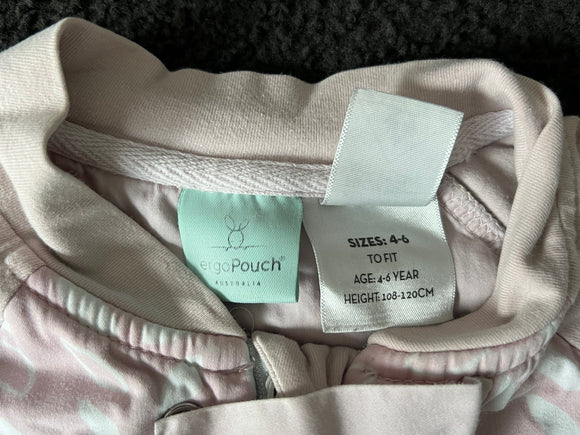 ergoPouch®
AUSTRALIA
SIZES: 4-6
TO FIT
AGE: 4-6 YEAR
HEIGHT: 108-120CM